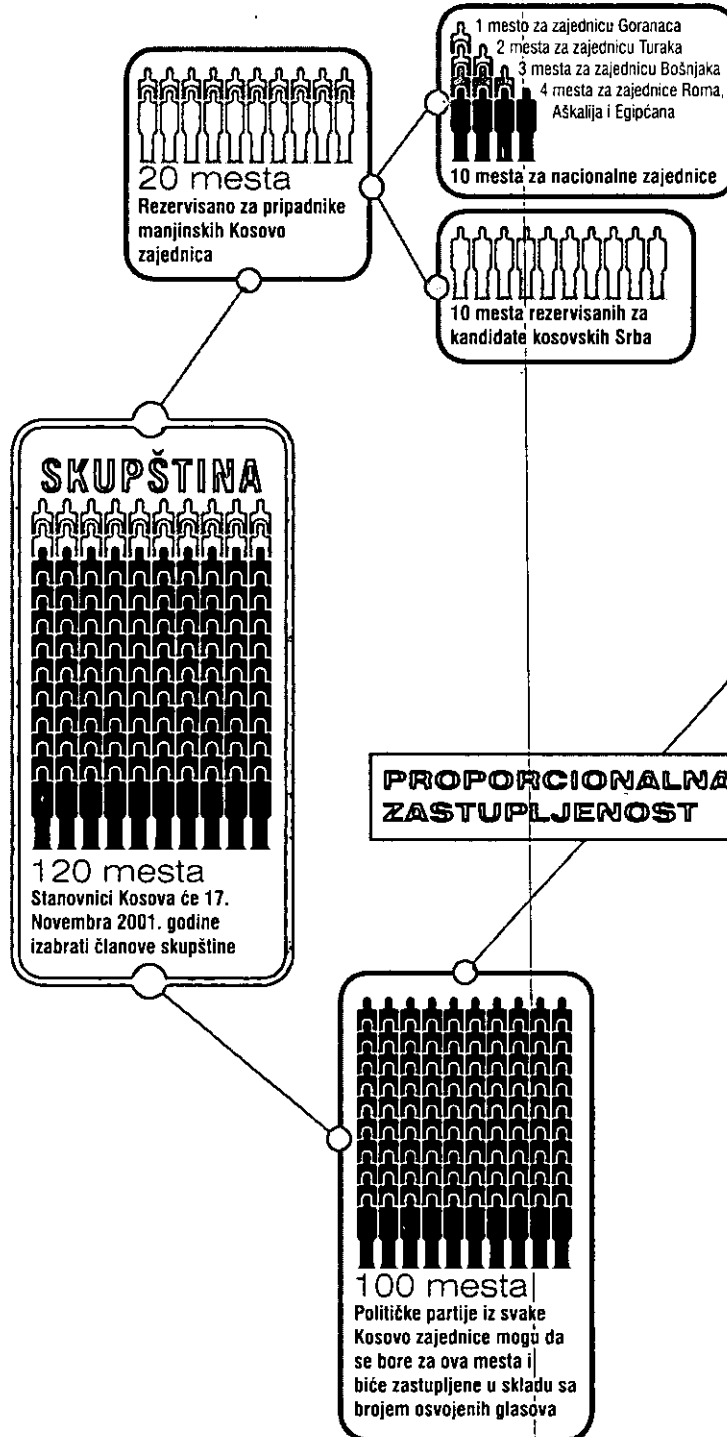 1 mesto za zajednicu Goranaca
2 mesta za zajednicu Turaka
3 mesta za zajednicu Bošnjaka
4 mesta za zajednice Roma,
Aškalija i Egipćana
10 mesta za nacionalne zajednice
20 mesta
Rezervisano za pripadnike
manjinskih Kosovo
zajednica
10 mesta rezervisanih za
kandidate kosovskih Srba
SKUPŠTINA
120 mesta
Stanovnici Kosova će 17.
Novembra 2001. godine
izabrati članove skupštine
PROPORCIONALNA
ZASTUPLJENOST
100 mesta
Političke partije iz svake
Kosovo zajednice mogu da
se bore za ova mesta i
biće zastupljene u skladu sa
brojem osvojenih glasova